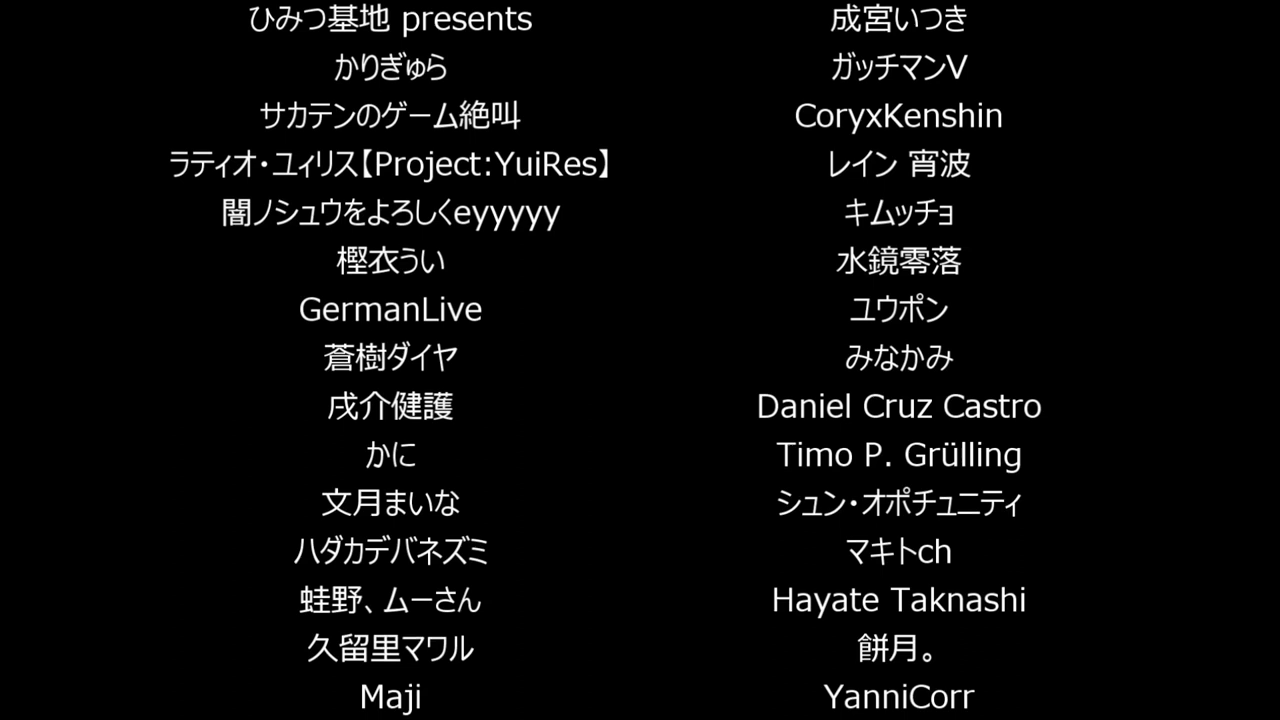 ひみつ基地 presents
成宮いつき
かりぎゅら
ガッチマンV
サカテンのゲーム絶叫
CoryxKenshin
ラティオ・ユィリス【Project:YuiRes】
レイン 宵波
闇ノシュウをよろしくeyyyyy
キムッチョ
樫衣うい
水鏡零落
GermanLive
ユウポン
蒼樹ダイヤ
みなかみ
戌介健護
Daniel Cruz Castro
かに
Timo P. Grülling
文月まいな
シュン・オポチュニティ
ハダカデバネズミ
マキトch
蛙野、ムーさん
Hayate Taknashi
久留里マワル
餅月。
Maji
YanniCorr